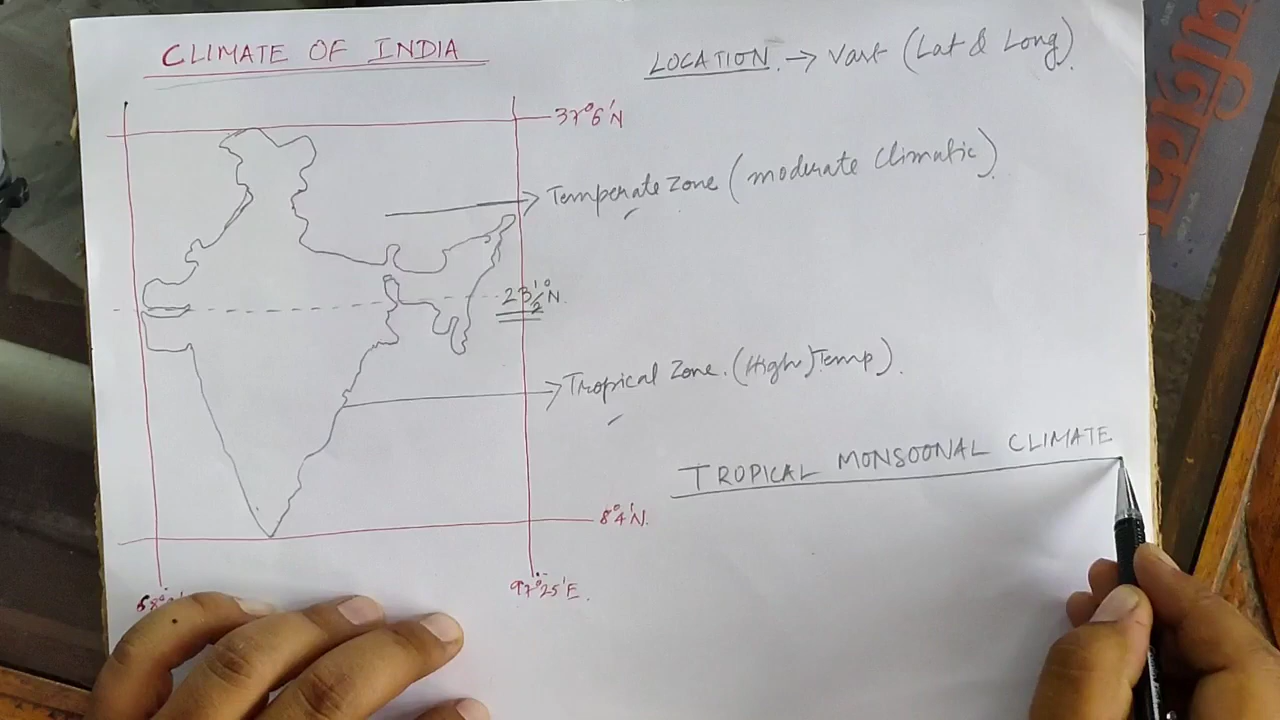 CLIMATE OF INDIA
LOCATION. → Vast (Lat & Long).
37°6'N
Temperate Zone (moderate Climatic).
23½°N.
Tropical Zone. (High) Temp).
TROPICAL MONSOONAL CLIMATE
8°4'N.
97°25'E.